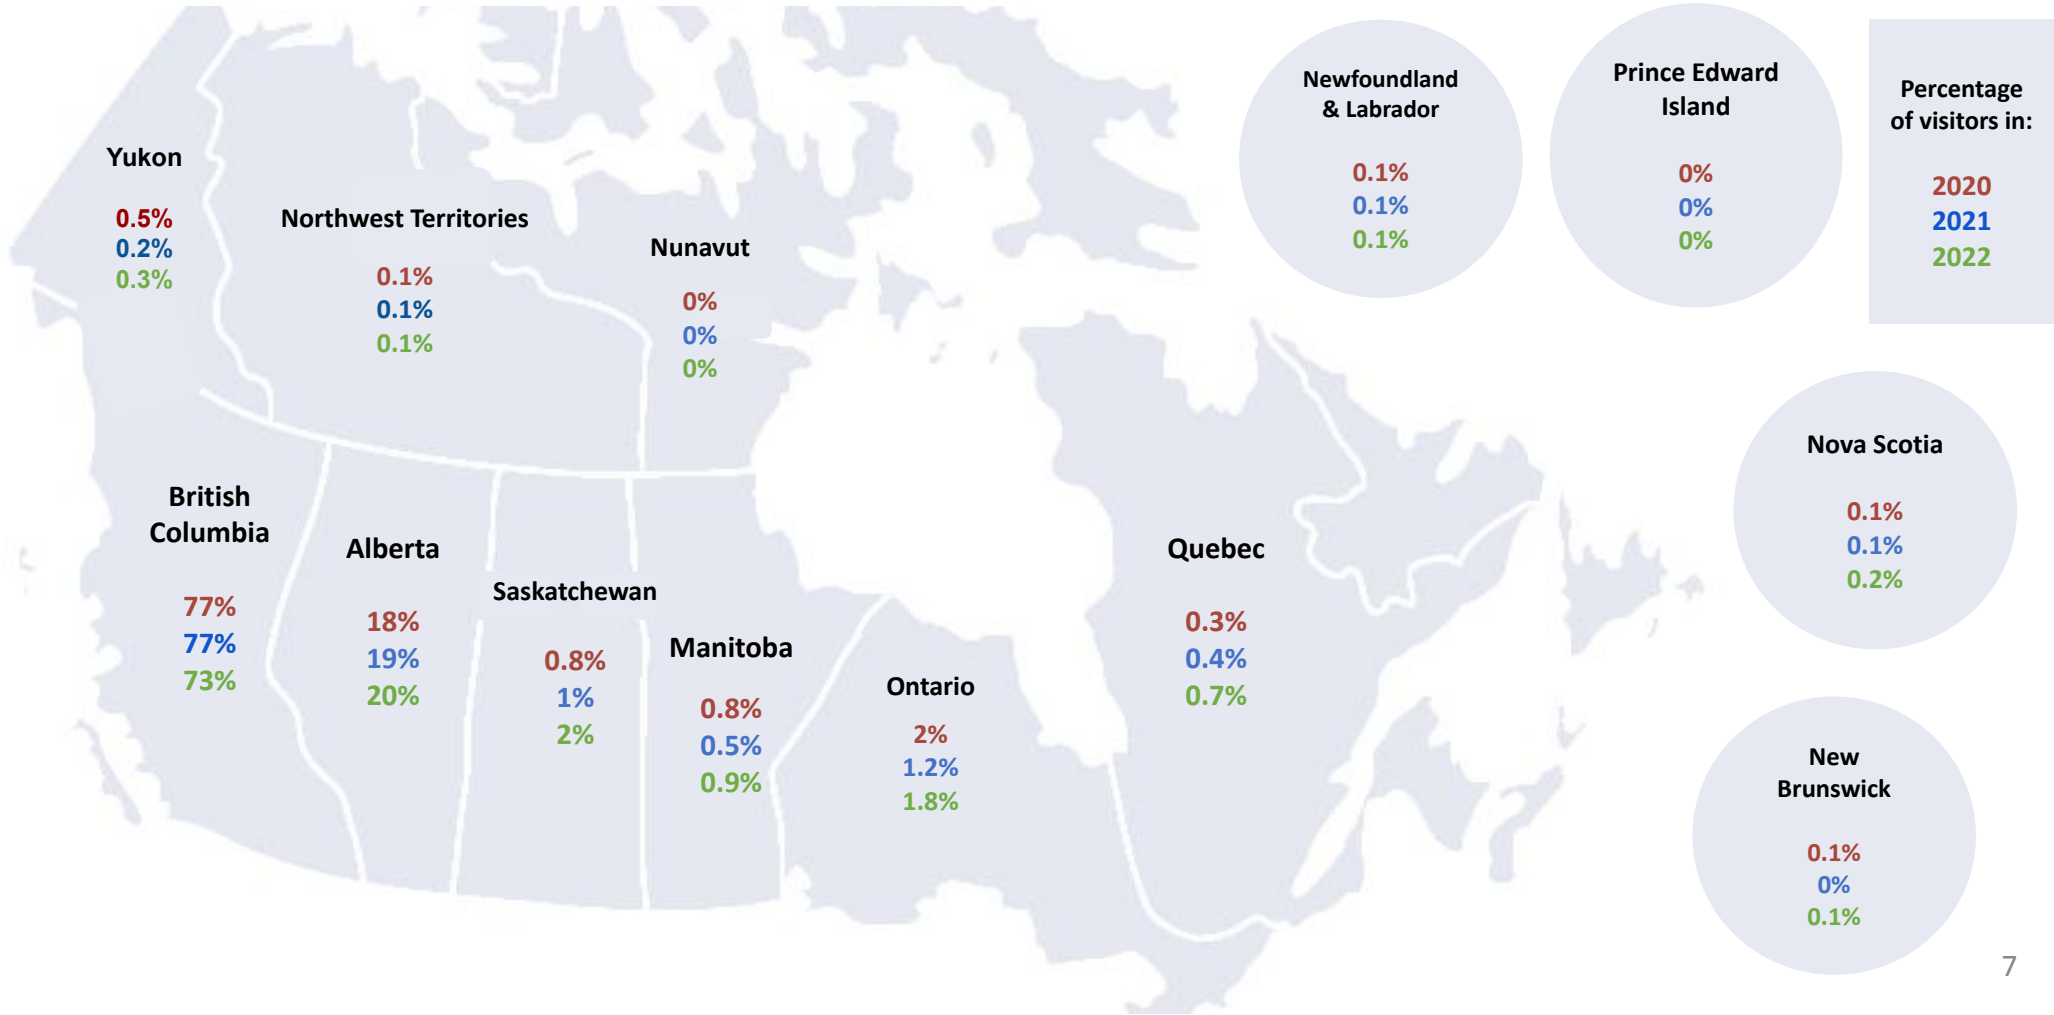 Newfoundland
& Labrador
0.1%
0.1%
0.1%
Prince Edward
Island
0%
0%
0%
Percentage
of visitors in:
2020
2021
2022
Yukon
0.5%
0.2%
0.3%
Northwest Territories
0.1%
0.1%
0.1%
Nunavut
0%
0%
0%
British
Columbia
77%
77%
73%
Alberta
18%
19%
20%
Saskatchewan
0.8%
1%
2%
Manitoba
0.8%
0.5%
0.9%
Ontario
2%
1.2%
1.8%
Quebec
0.3%
0.4%
0.7%
Nova Scotia
0.1%
0.1%
0.2%
New
Brunswick
0.1%
0%
0.1%
7